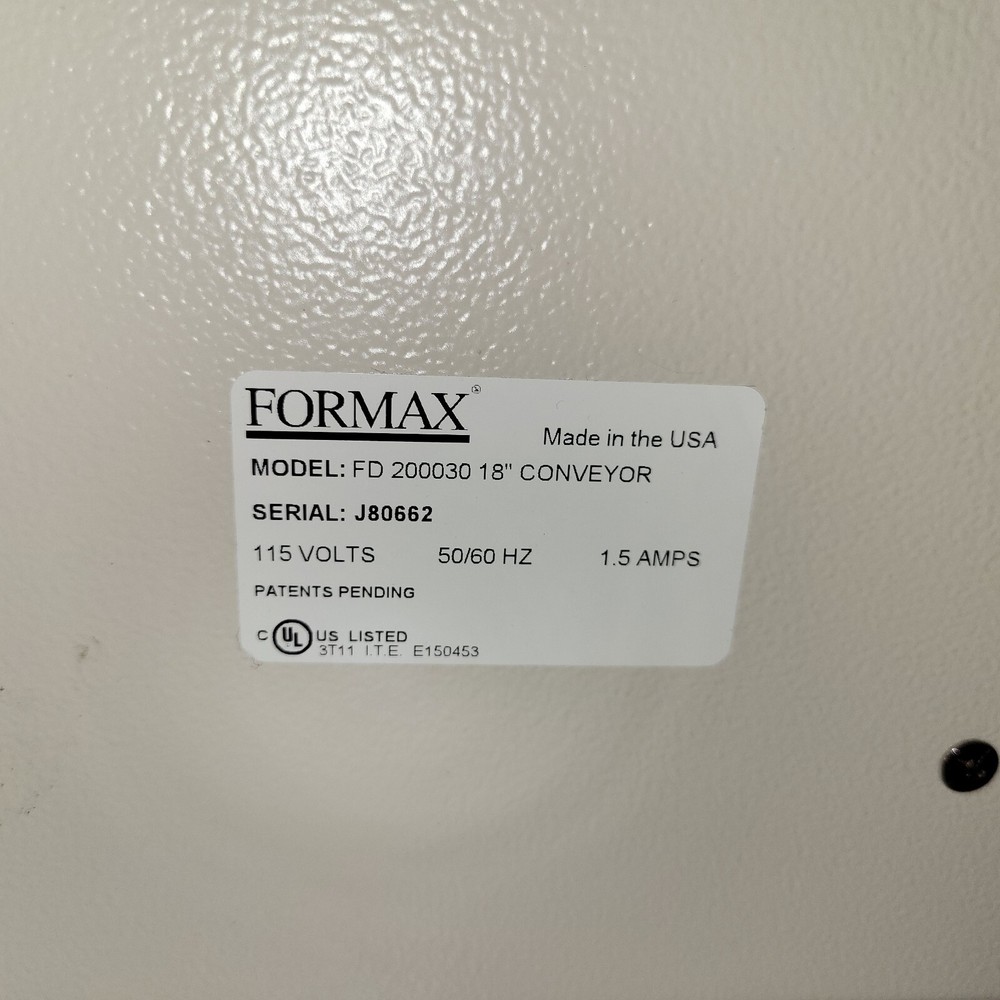 FORMAX®
Made in the USA
MODEL: FD 200030 18" CONVEYOR
SERIAL: J80662
115 VOLTS 50/60 HZ 1.5 AMPS
PATENTS PENDING
C UL US LISTED
3T11 I.T.E. E150453